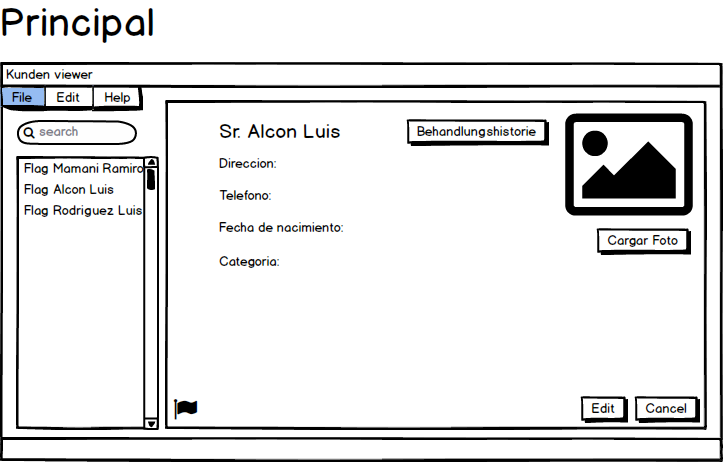 Principal
Kunden viewer
File Edit Help
search
Flag Mamani Ramiro
Flag Alcon Luis
Flag Rodriguez Luis
Sr. Alcon Luis
Behandlungshistorie
Direccion:
Telefono:
Fecha de nacimiento:
Categoria:
Cargar Foto
Edit Cancel